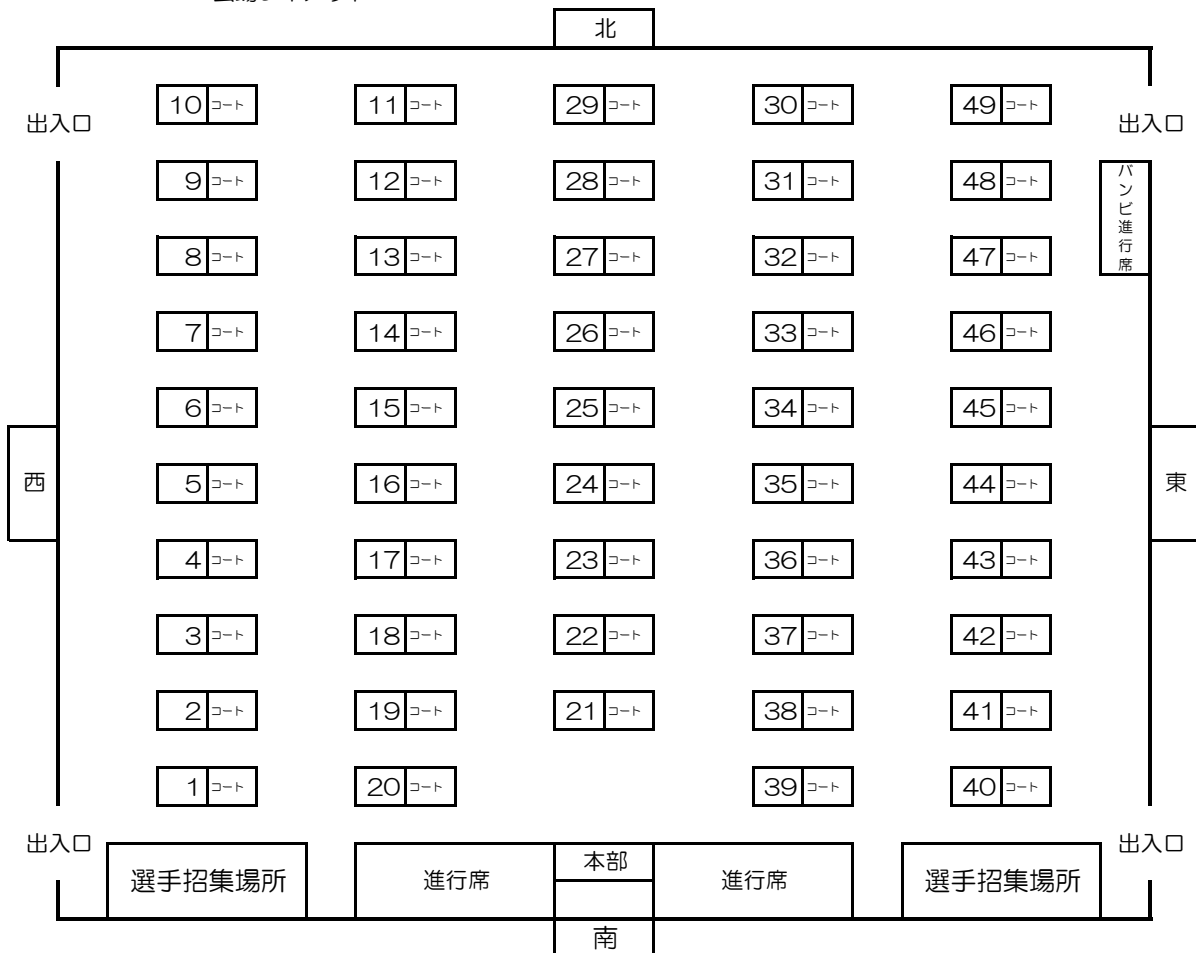 北
10 コート 11 コート 29 コート 30 コート 49 コート
出入口 出入口
9 コート 12 コート 28 コート 31 コート 48 コート
バンビ進行席
8 コート 13 コート 27 コート 32 コート 47 コート
7 コート 14 コート 26 コート 33 コート 46 コート
6 コート 15 コート 25 コート 34 コート 45 コート
西 5 コート 16 コート 24 コート 35 コート 44 コート 東
4 コート 17 コート 23 コート 36 コート 43 コート
3 コート 18 コート 22 コート 37 コート 42 コート
2 コート 19 コート 21 コート 38 コート 41 コート
1 コート 20 コート 39 コート 40 コート
出入口 出入口
選手招集場所 進行席 本部 進行席 選手招集場所
南